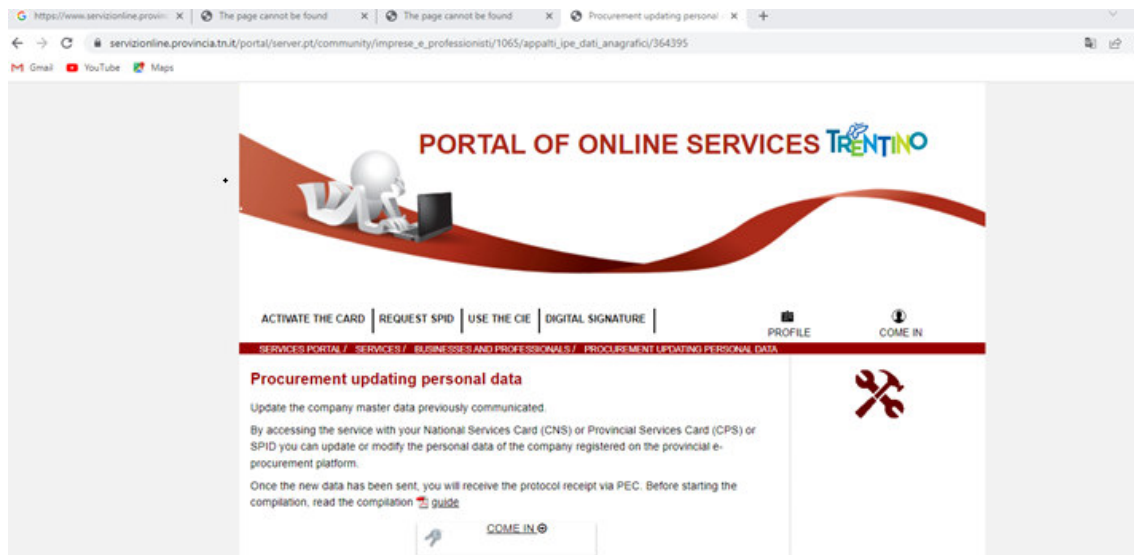 https://www.servizionline.provin
The page cannot be found
The page cannot be found
Procurement updating personal
servizionline.provincia.tn.it/portal/server.pt/community/imprese_e_professionisti/1065/appalti_ipe_dati_anagrafici/364395
Gmail YouTube Maps
PORTAL OF ONLINE SERVICES TRENTINO
ACTIVATE THE CARD REQUEST SPID USE THE CIE DIGITAL SIGNATURE PROFILE COME IN
SERVICES PORTAL / SERVICES / BUSINESSES AND PROFESSIONALS / PROCUREMENT UPDATING PERSONAL DATA
Procurement updating personal data
Update the company master data previously communicated.
By accessing the service with your National Services Card (CNS) or Provincial Services Card (CPS) or
SPID you can update or modify the personal data of the company registered on the provincial e-
procurement platform.
Once the new data has been sent, you will receive the protocol receipt via PEC. Before starting the
compilation, read the compilation guide
COME IN